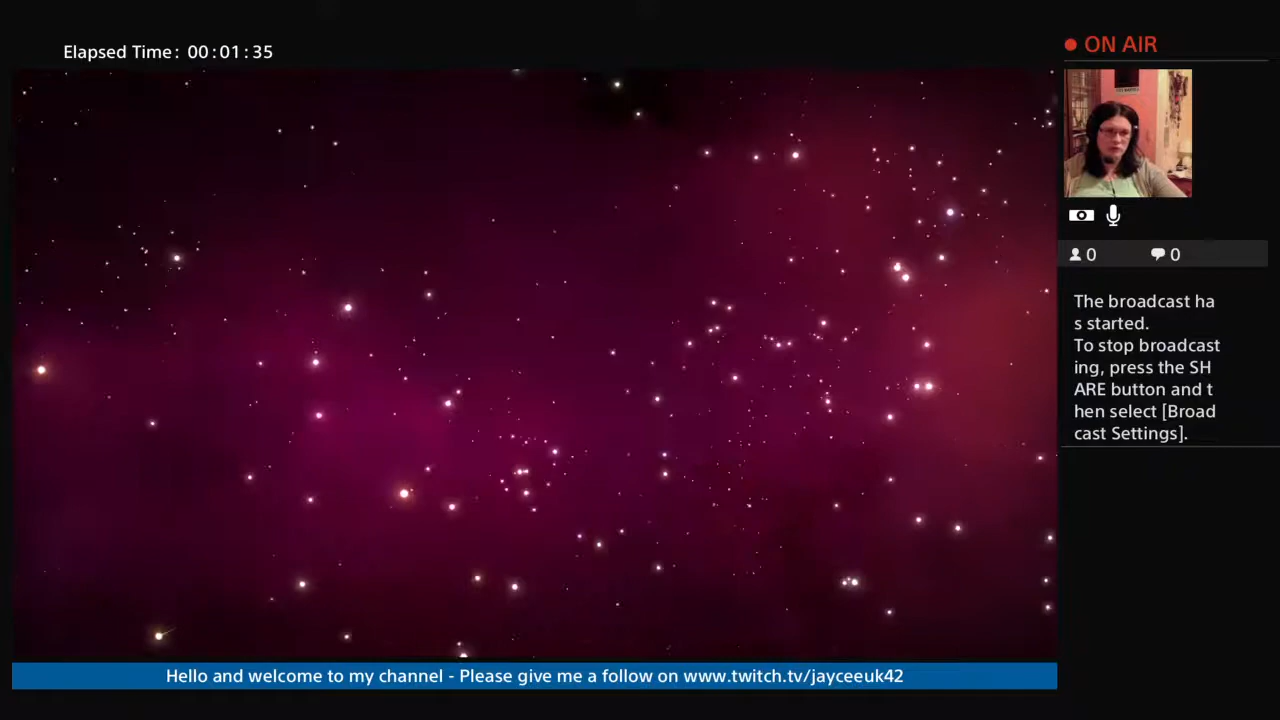 Elapsed Time: 00:01:35
ON AIR
0 0
The broadcast ha
s started.
To stop broadcast
ing, press the SH
ARE button and t
hen select [Broad
cast Settings].
Hello and welcome to my channel - Please give me a follow on www.twitch.tv/jayceeuk42